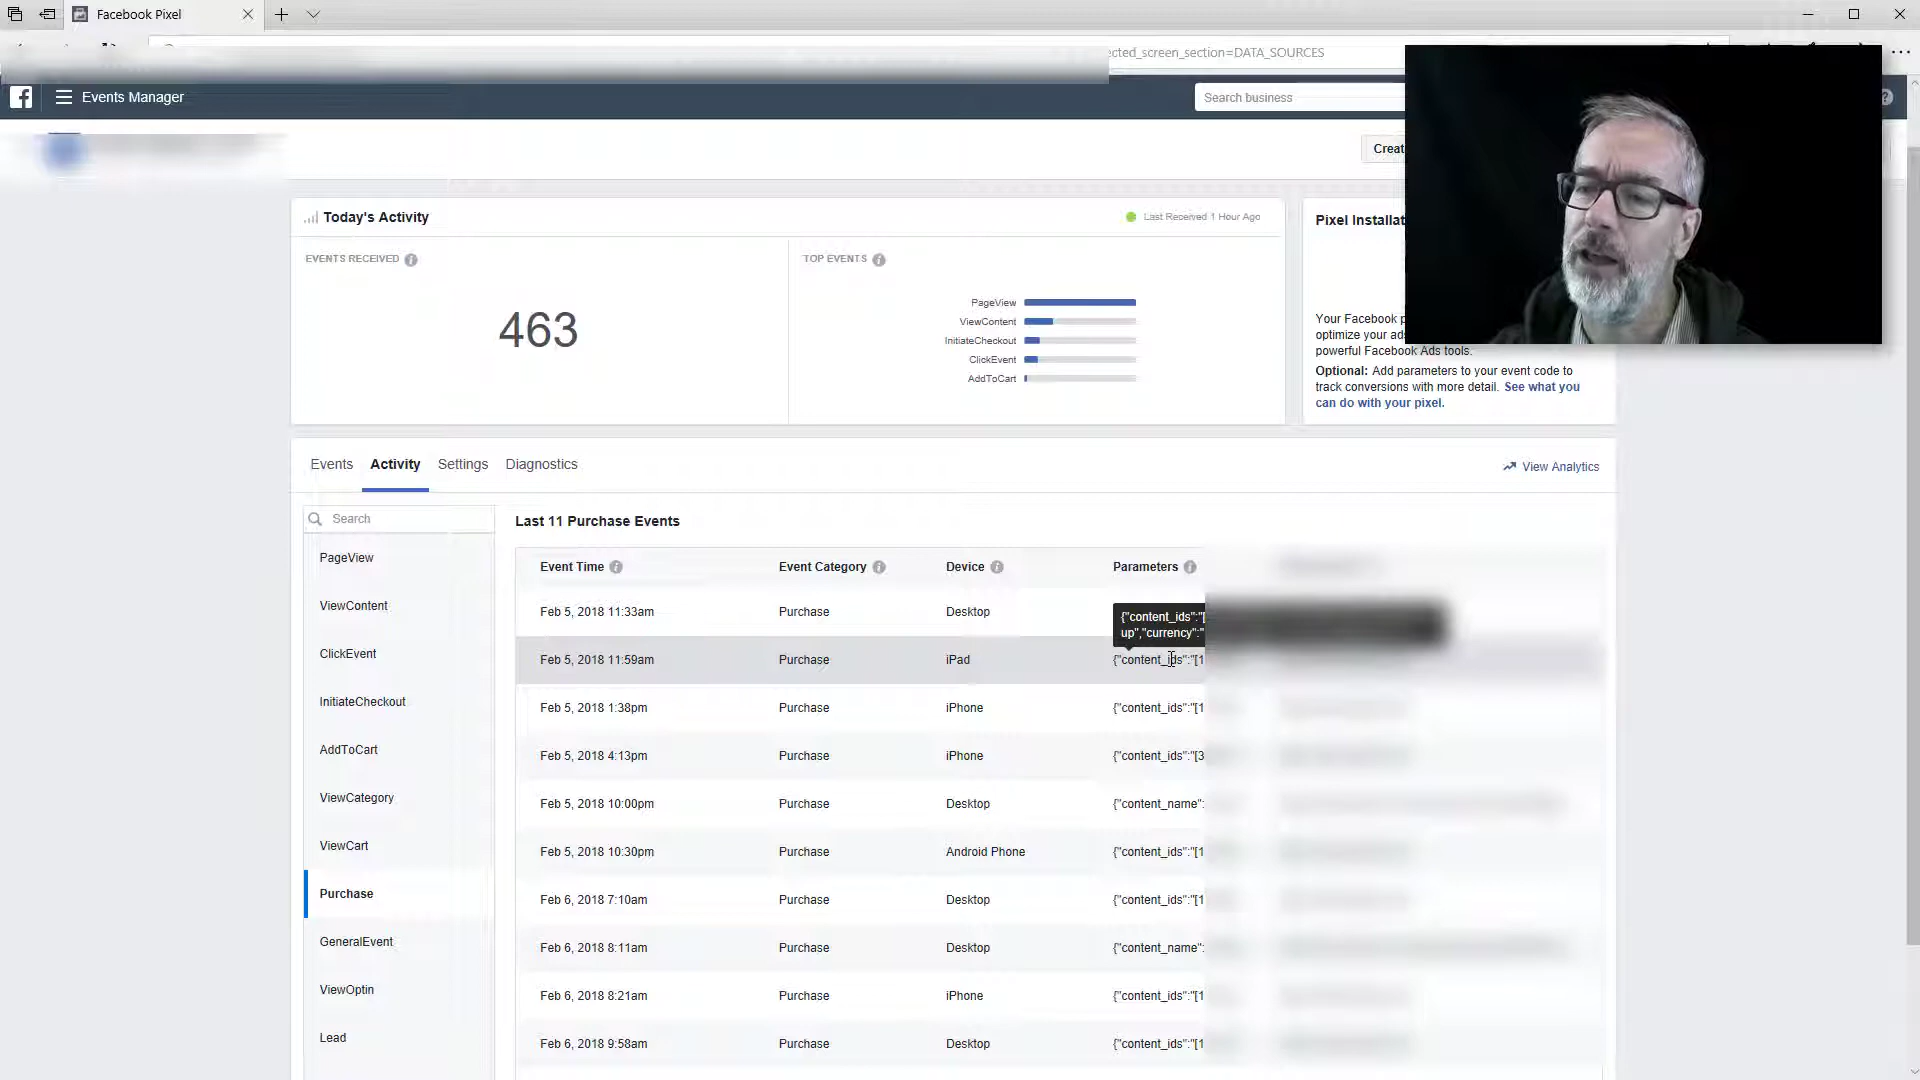 Facebook Pixel
ected_screen_section=DATA_SOURCES
Events Manager
Search business
Creat
Today's Activity
Last Received 1 Hour Ago
EVENTS RECEIVED
463
TOP EVENTS
PageView
ViewContent
InitiateCheckout
ClickEvent
AddToCart
Pixel Installat
Your Facebook p
optimize your ads
powerful Facebook Ads tools.
Optional: Add parameters to your event code to
track conversions with more detail. See what you
can do with your pixel.
Events Activity Settings Diagnostics
View Analytics
Search
PageView
ViewContent
ClickEvent
InitiateCheckout
AddToCart
ViewCategory
ViewCart
Purchase
GeneralEvent
ViewOptin
Lead
Last 11 Purchase Events
Event Time Event Category Device Parameters
{"content_ids":"[
up","currency":"
Feb 5, 2018 11:33am Purchase Desktop
Feb 5, 2018 11:59am Purchase iPad {"content_ids":"[1
Feb 5, 2018 1:38pm Purchase iPhone {"content_ids":"[1
Feb 5, 2018 4:13pm Purchase iPhone {"content_ids":"[3
Feb 5, 2018 10:00pm Purchase Desktop {"content_name":
Feb 5, 2018 10:30pm Purchase Android Phone {"content_ids":"[1
Feb 6, 2018 7:10am Purchase Desktop {"content_ids":"[1
Feb 6, 2018 8:11am Purchase Desktop {"content_name":
Feb 6, 2018 8:21am Purchase iPhone {"content_ids":"[1
Feb 6, 2018 9:58am Purchase Desktop {"content_ids":"[1